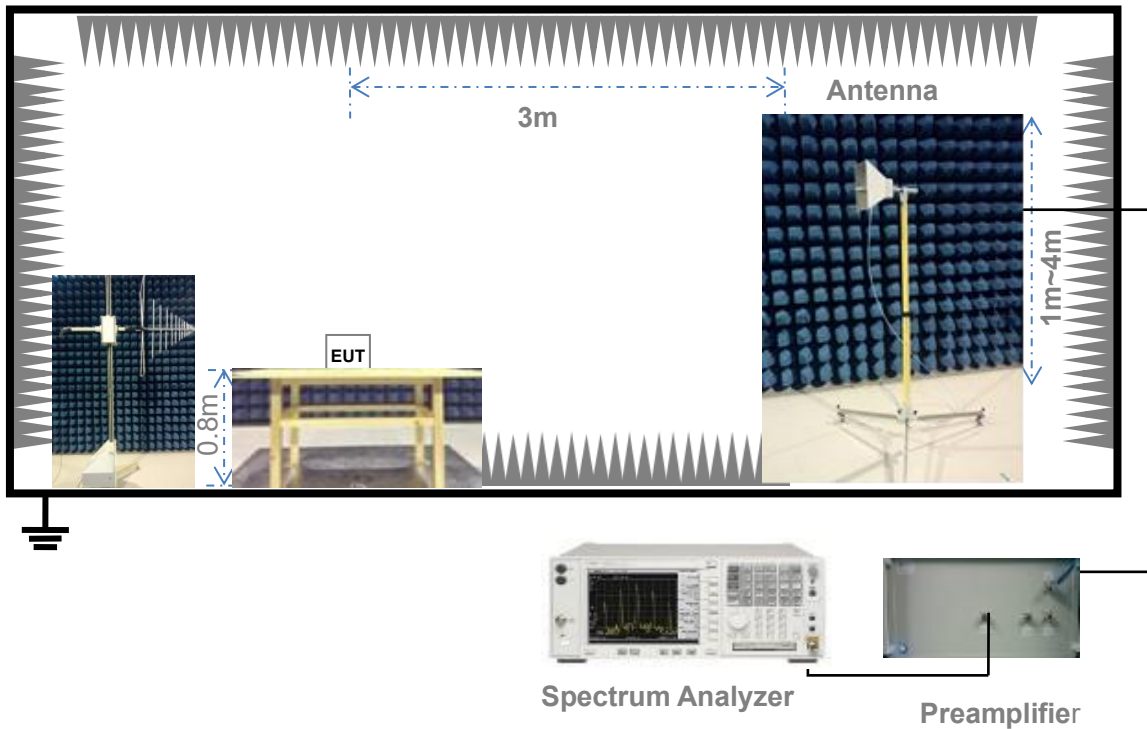 Antenna
3m
1m~4m
EUT
0.8m
Spectrum Analyzer
Preamplifier